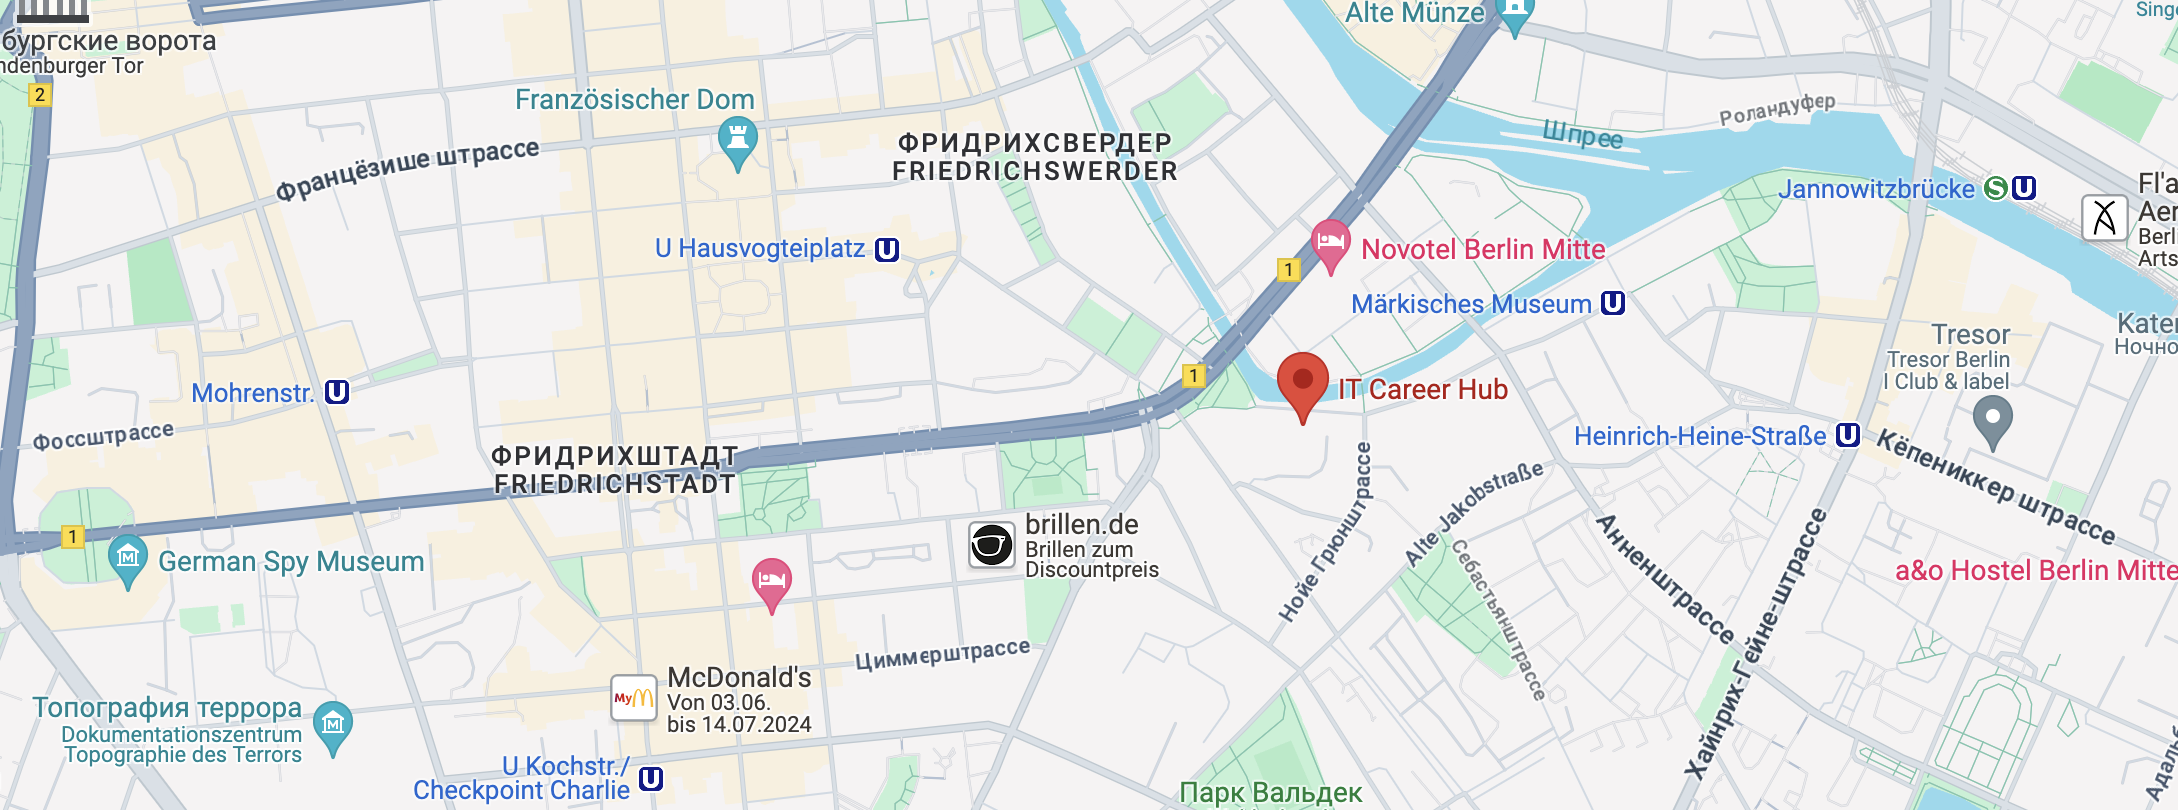 бургские ворота
ndenburger Tor
2
Französischer Dom
Французише штрассе
ФРИДРИХСВЕРДЕР
FRIEDRICHSWERDER
Alte Münze
Шпрее
Роландуфер
Sing
Jannowitzbrücke S U
Fl'a
Aer
Berl
Arts
U Hausvogteiplatz U
1
Novotel Berlin Mitte
Märkisches Museum U
Tresor
Tresor Berlin
I Club & label
Kater
Ночно
Mohrenstr. U
1
IT Career Hub
Фоссштрассе
Heinrich-Heine-Straße U
Кёпениккер штрассе
ФРИДРИХШТАДТ
FRIEDRICHSTADT
1
German Spy Museum
brillen.de
Brillen zum
Discountpreis
Нойе Грюнштрассе
Alte Jakobstraße
Себастьянштрассе
Анненштрассе
Хайнрих-Гейне-штрассе
a&o Hostel Berlin Mitte
Циммерштрассе
My
McDonald's
Von 03.06.
bis 14.07.2024
Топография террора
Dokumentationszentrum
Topographie des Terrors
U Kochstr./
Checkpoint Charlie U
Парк Вальдек
Адальб